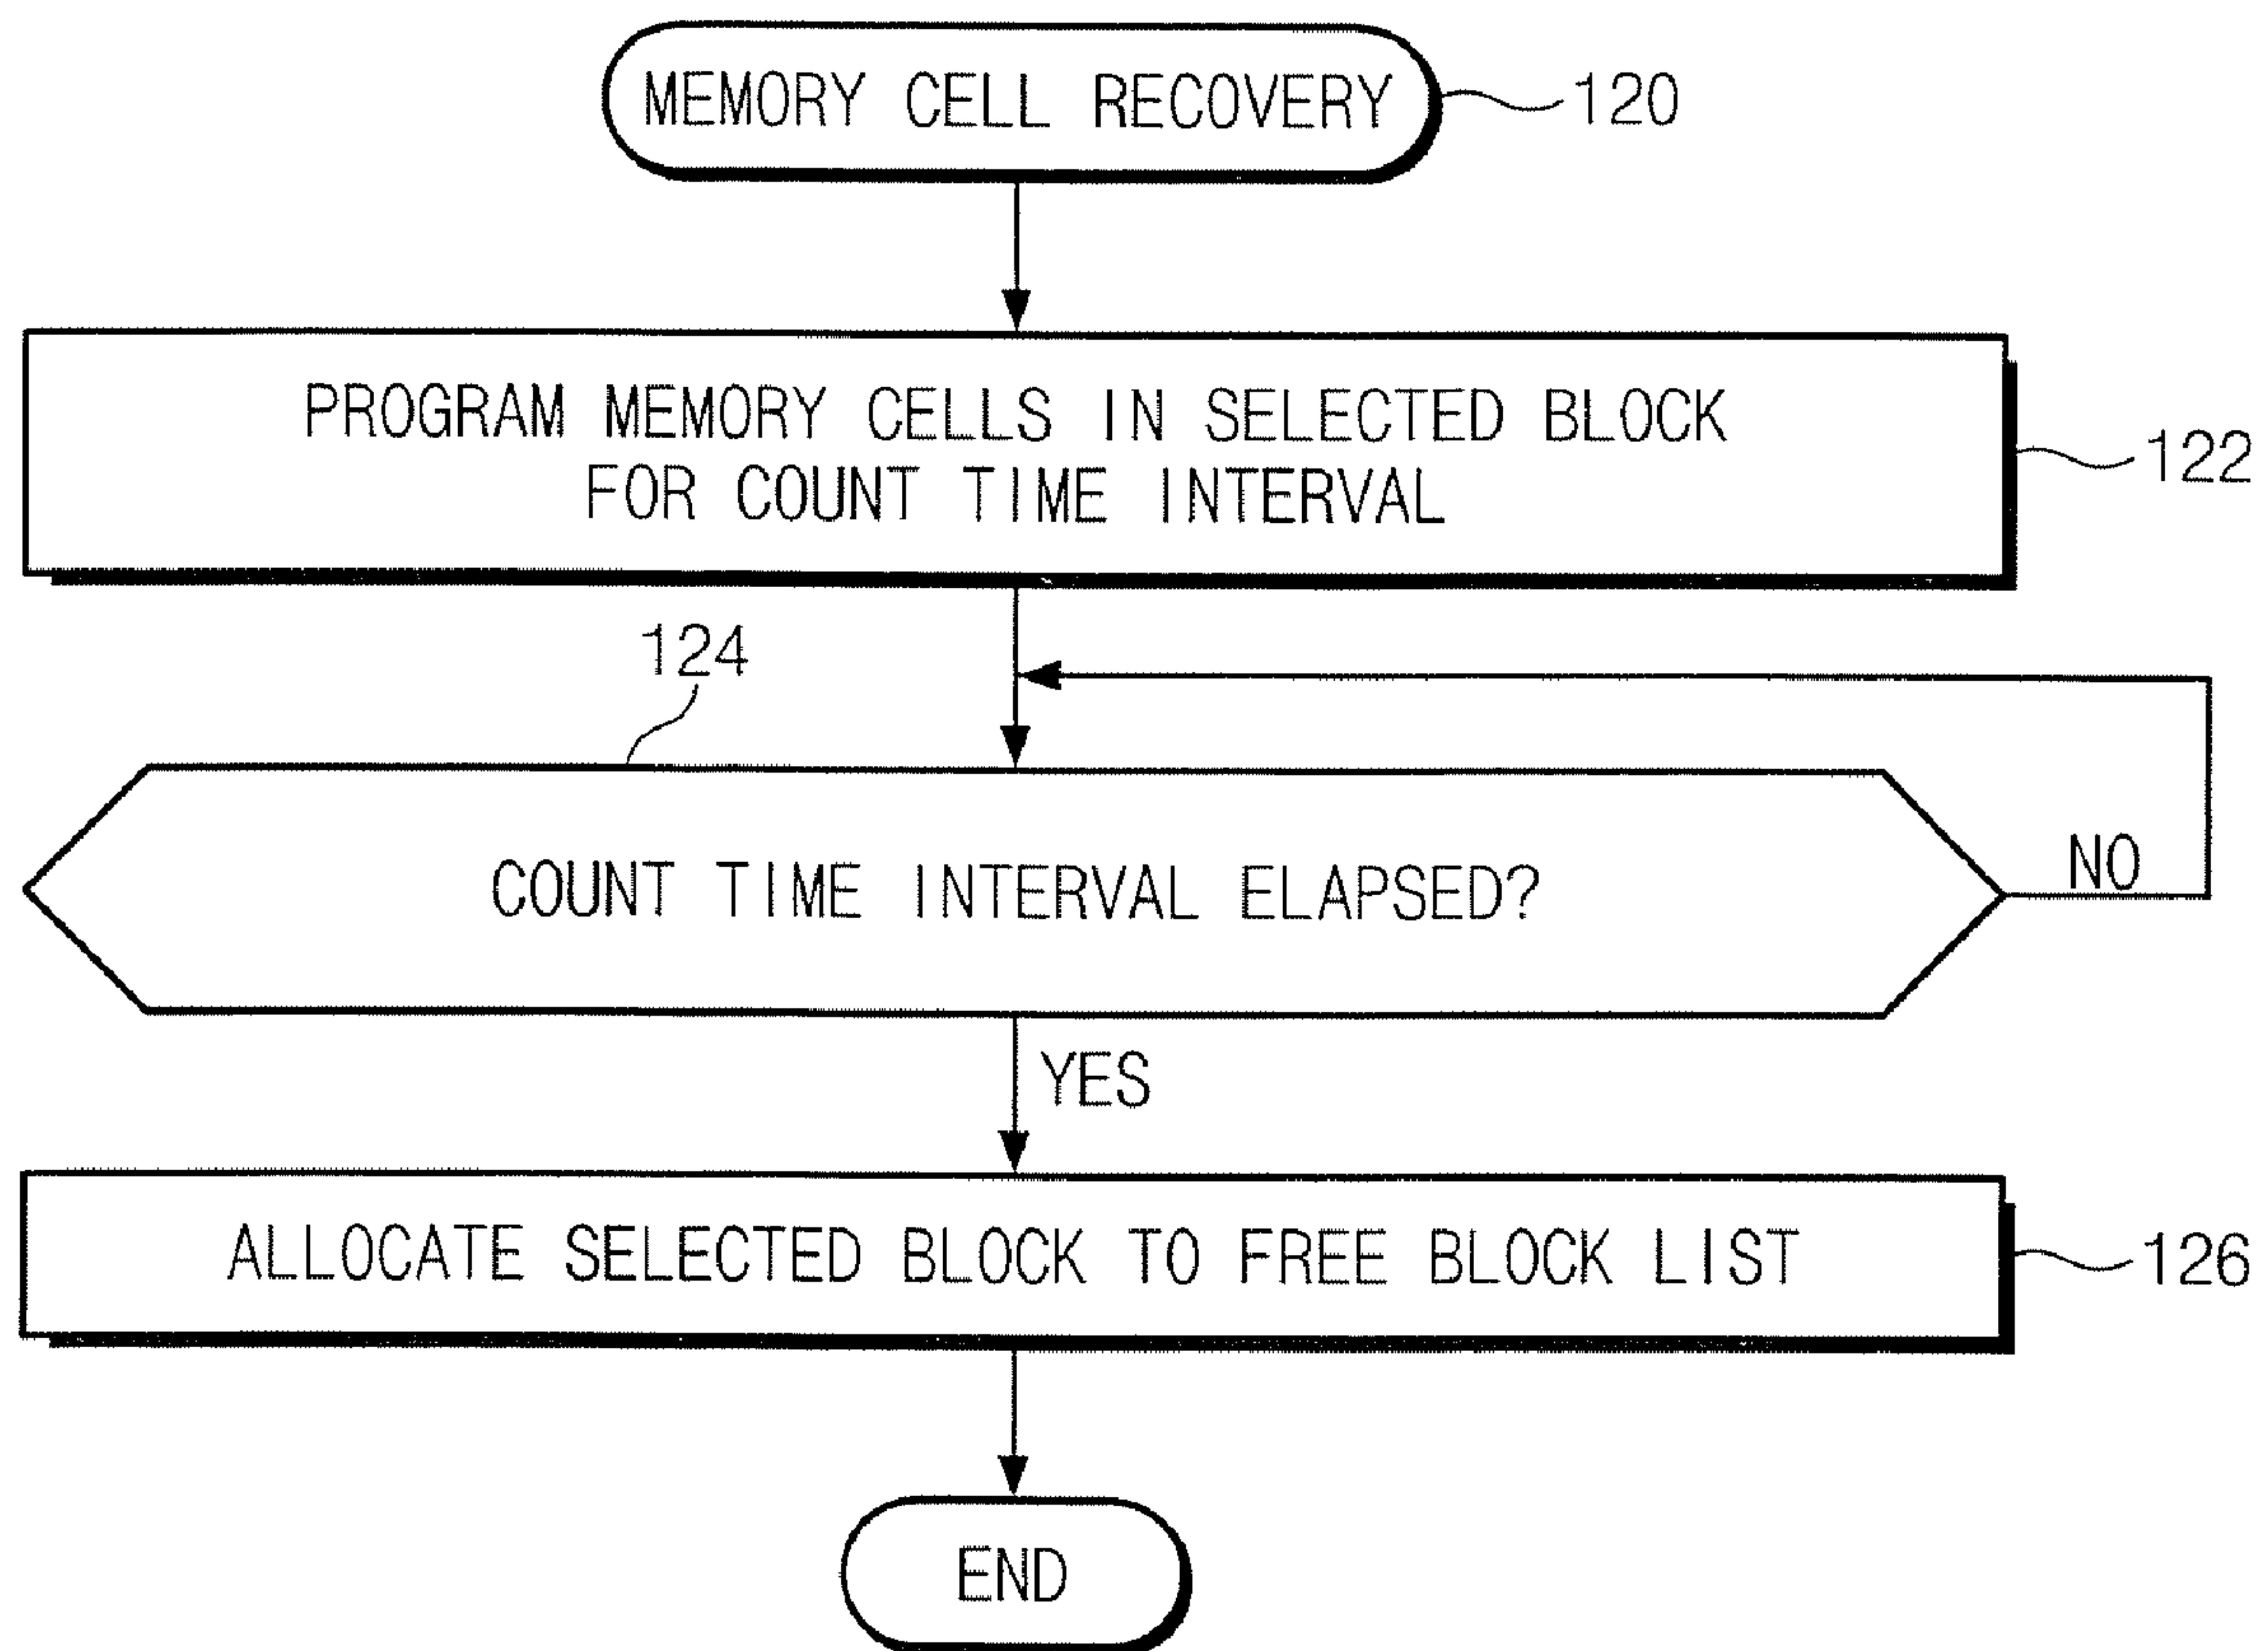 MEMORY CELL RECOVERY
120
PROGRAM MEMORY CELLS IN SELECTED BLOCK
FOR COUNT TIME INTERVAL
122
124
COUNT TIME INTERVAL ELAPSED?
NO
YES
ALLOCATE SELECTED BLOCK TO FREE BLOCK LIST
126
END